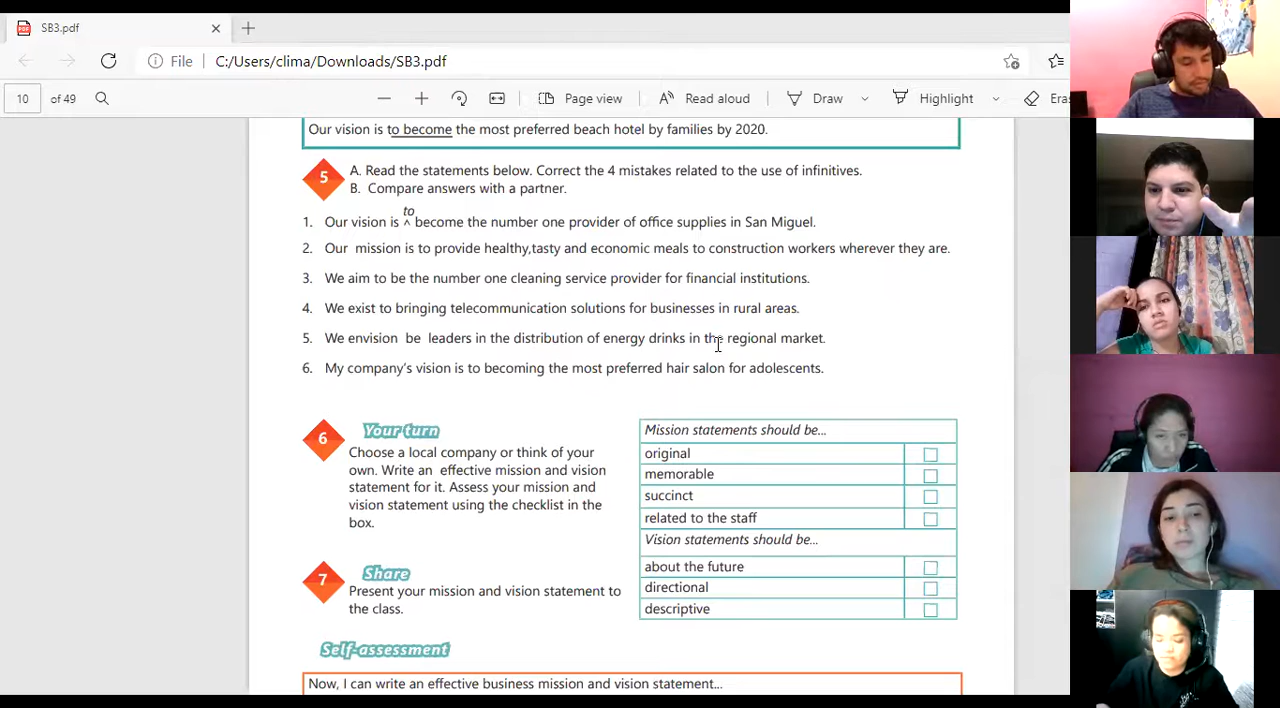 SB3.pdf
File C:/Users/clima/Downloads/SB3.pdf
10 of 49 Page view Read aloud Draw Highlight
Our vision is to become the most preferred beach hotel by families by 2020.
5 A. Read the statements below. Correct the 4 mistakes related to the use of infinitives.
B. Compare answers with a partner.
to
1. Our vision is ^ become the number one provider of office supplies in San Miguel.
2. Our mission is to provide healthy,tasty and economic meals to construction workers wherever they are.
3. We aim to be the number one cleaning service provider for financial institutions.
4. We exist to bringing telecommunication solutions for businesses in rural areas.
5. We envision be leaders in the distribution of energy drinks in the regional market.
6. My company's vision is to becoming the most preferred hair salon for adolescents.
6 Your turn
Choose a local company or think of your
own. Write an effective mission and vision
statement for it. Assess your mission and
vision statement using the checklist in the
box.
Mission statements should be...
original
memorable
succinct
related to the staff
Vision statements should be...
about the future
directional
descriptive
7 Share
Present your mission and vision statement to
the class.
Self-assessment
Now, I can write an effective business mission and vision statement...